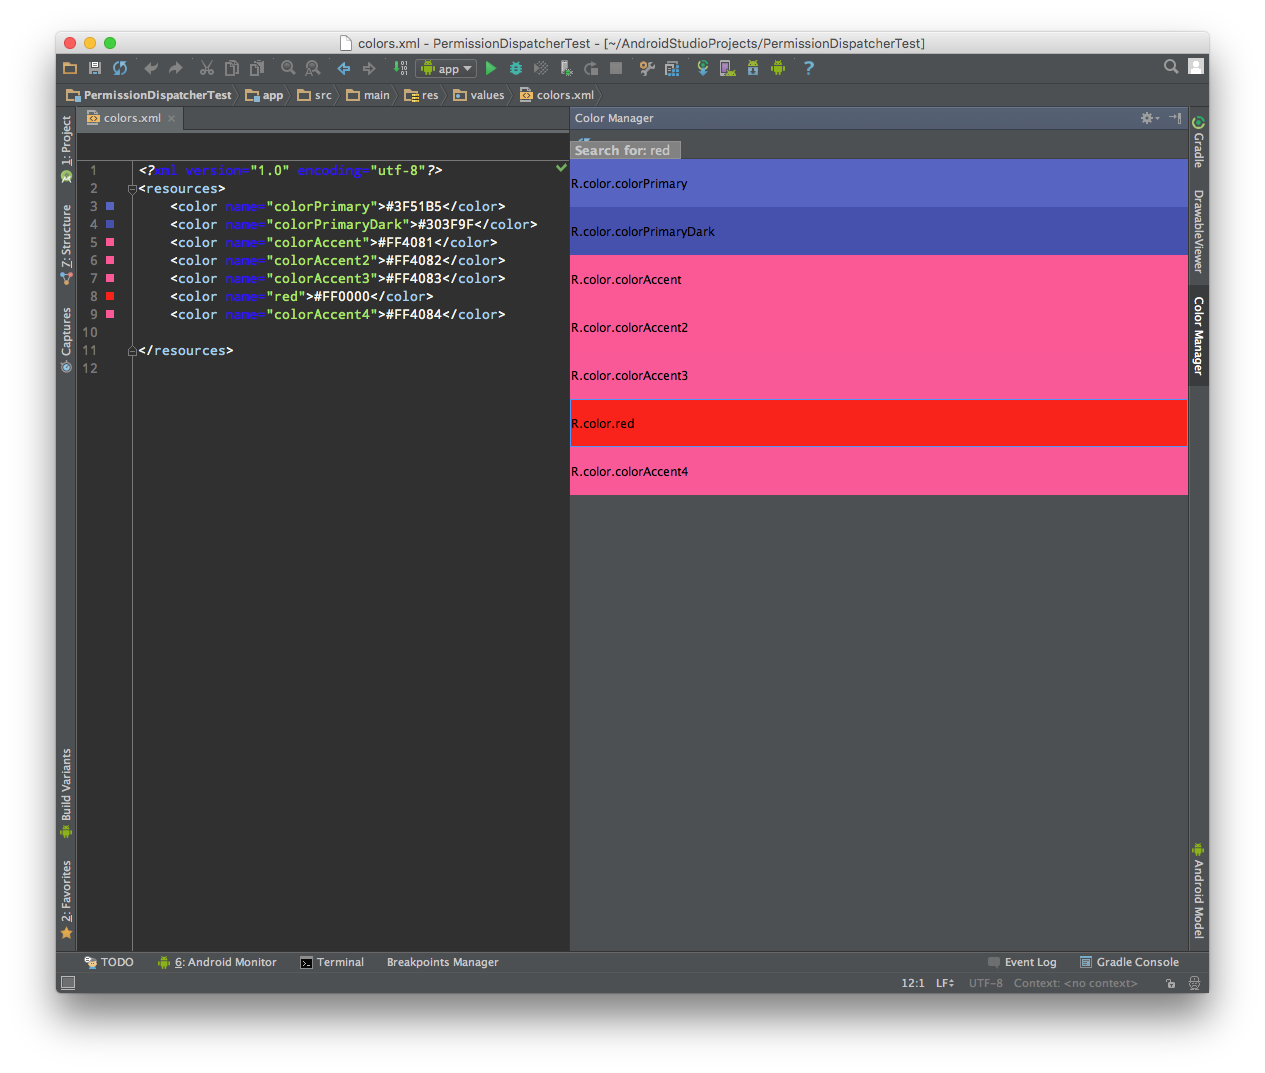 colors.xml - PermissionDispatcherTest - [~/AndroidStudioProjects/PermissionDispatcherTest]
app
?
PermissionDispatcherTest app src main res values colors.xml
1: Project
7: Structure
Captures
Build Variants
2: Favorites
colors.xml
1 <?xml version="1.0" encoding="utf-8"?>
2 <resources>
3 <color name="colorPrimary">#3F51B5</color>
4 <color name="colorPrimaryDark">#303F9F</color>
5 <color name="colorAccent">#FF4081</color>
6 <color name="colorAccent2">#FF4082</color>
7 <color name="colorAccent3">#FF4083</color>
8 <color name="red">#FF0000</color>
9 <color name="colorAccent4">#FF4084</color>
10
11 </resources>
12
Color Manager
Search for: red
R.color.colorPrimary
R.color.colorPrimaryDark
R.color.colorAccent
R.color.colorAccent2
R.color.colorAccent3
R.color.red
R.color.colorAccent4
Gradle
DrawableViewer
Color Manager
Android Model
TODO 6: Android Monitor Terminal Breakpoints Manager Event Log Gradle Console
12:1 LF UTF-8 Context: <no context>